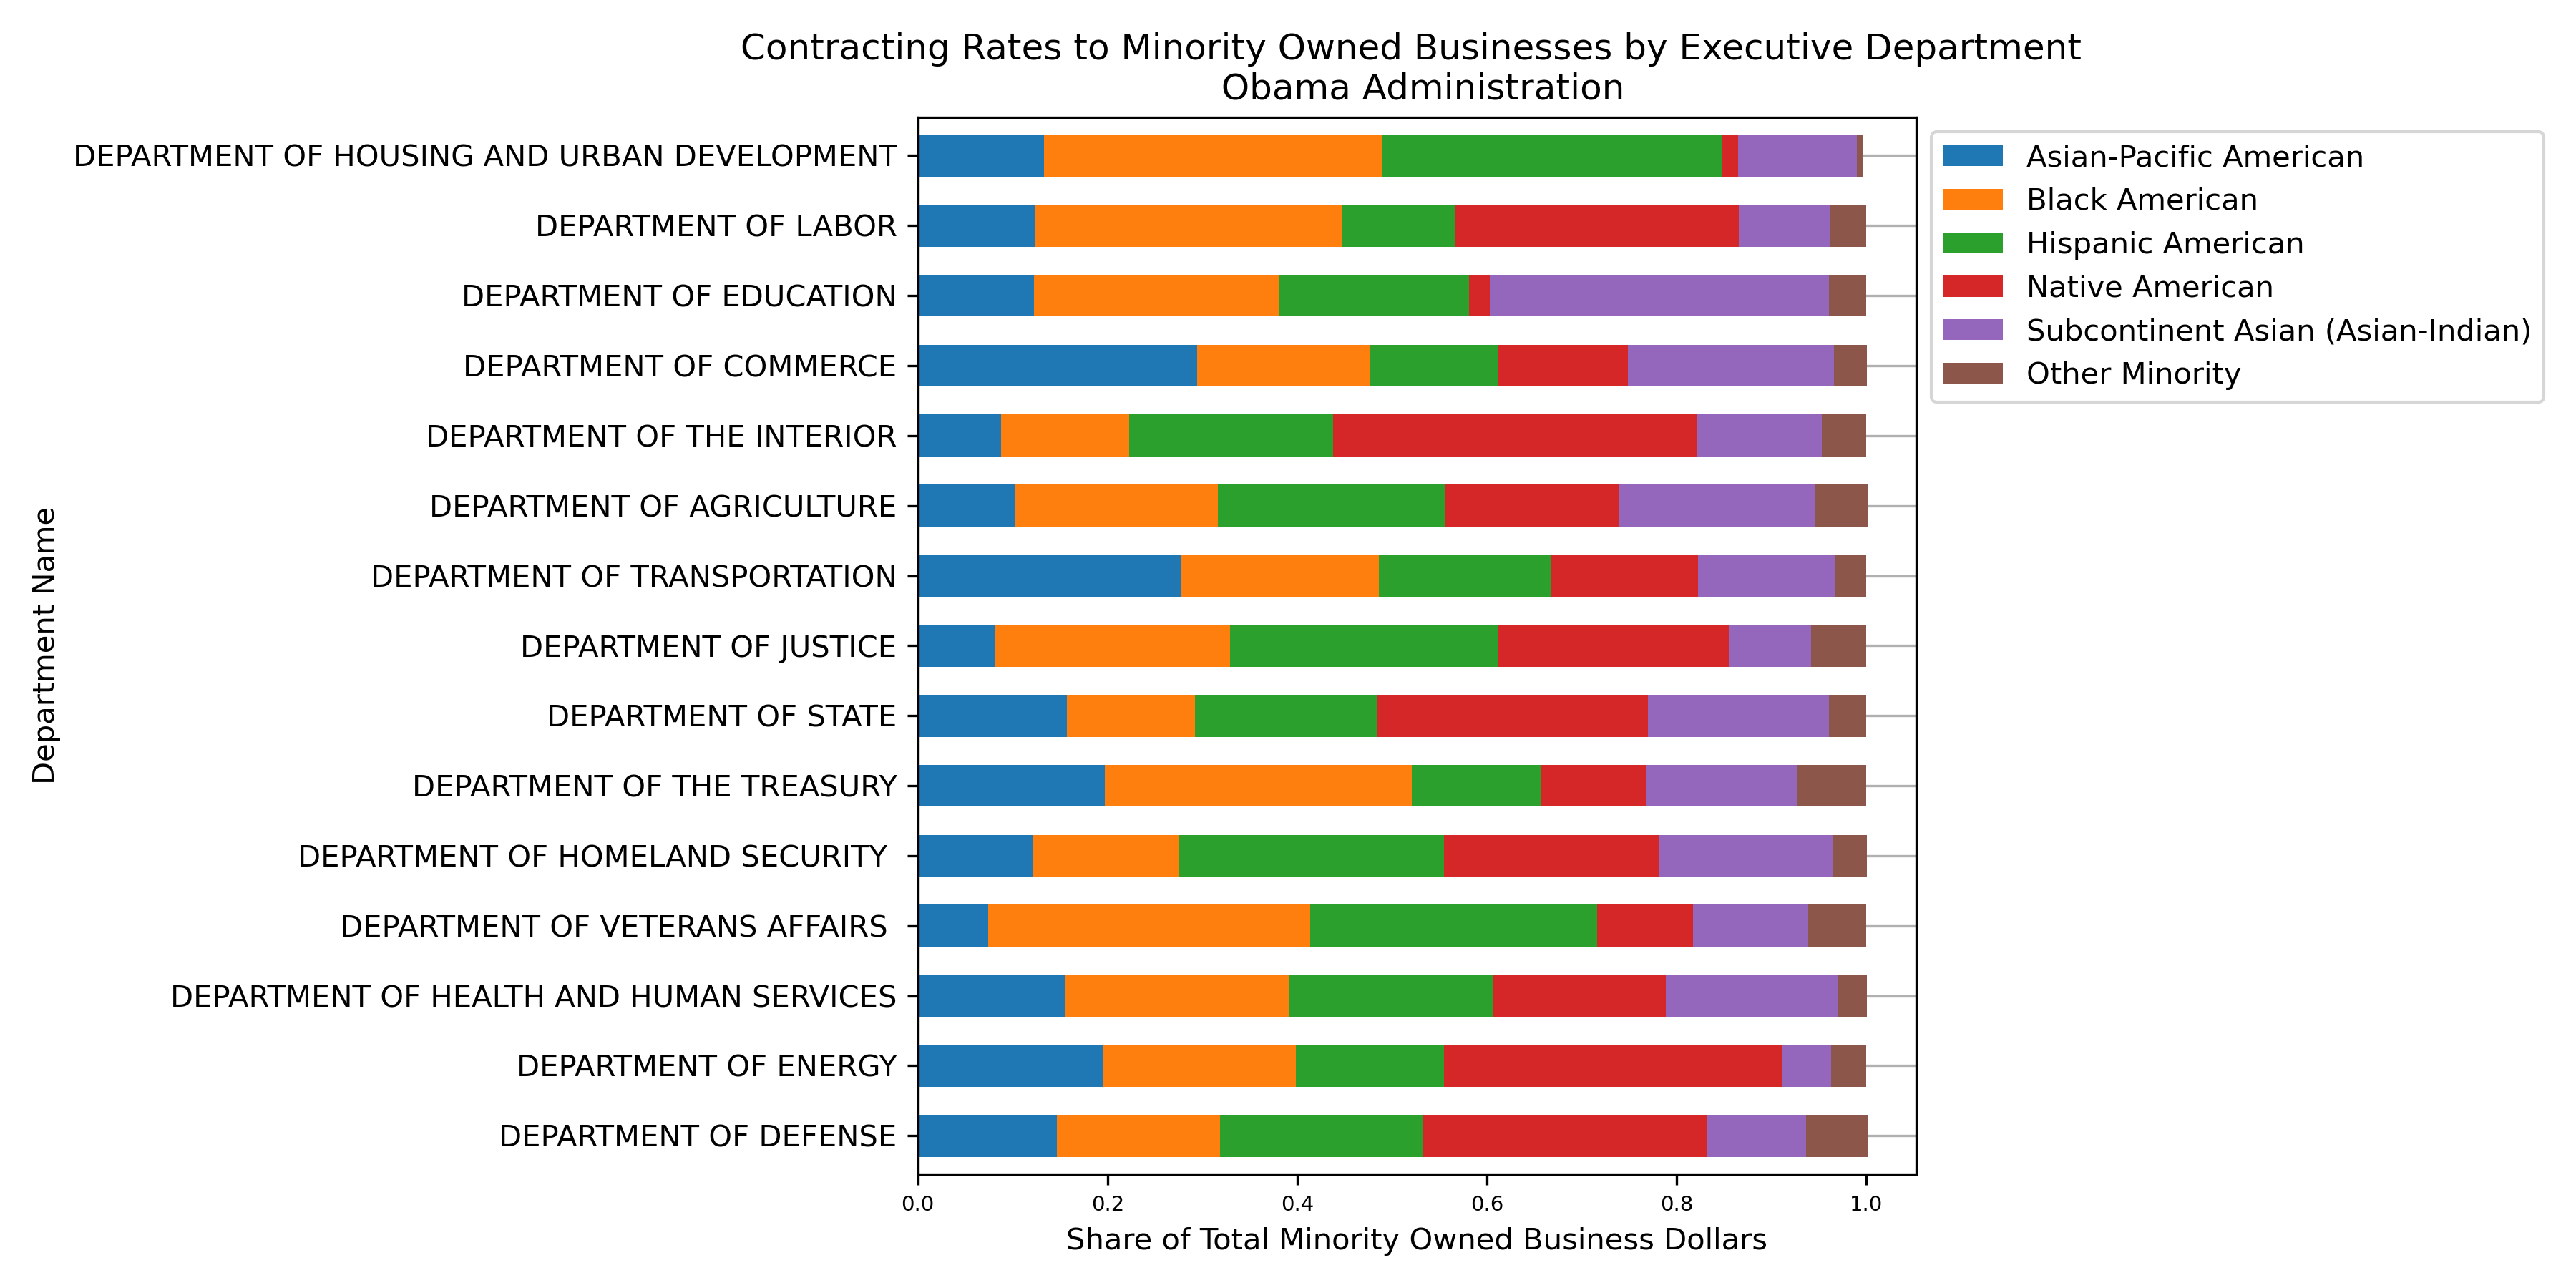 Contracting Rates to Minority Owned Businesses by Executive Department
Obama Administration
DEPARTMENT OF HOUSING AND URBAN DEVELOPMENT
DEPARTMENT OF LABOR
DEPARTMENT OF EDUCATION
DEPARTMENT OF COMMERCE
DEPARTMENT OF THE INTERIOR
DEPARTMENT OF AGRICULTURE
DEPARTMENT OF TRANSPORTATION
DEPARTMENT OF JUSTICE
DEPARTMENT OF STATE
DEPARTMENT OF THE TREASURY
DEPARTMENT OF HOMELAND SECURITY
DEPARTMENT OF VETERANS AFFAIRS
DEPARTMENT OF HEALTH AND HUMAN SERVICES
DEPARTMENT OF ENERGY
DEPARTMENT OF DEFENSE
Department Name
0.0 0.2 0.4 0.6 0.8 1.0
Share of Total Minority Owned Business Dollars
Asian-Pacific American
Black American
Hispanic American
Native American
Subcontinent Asian (Asian-Indian)
Other Minority